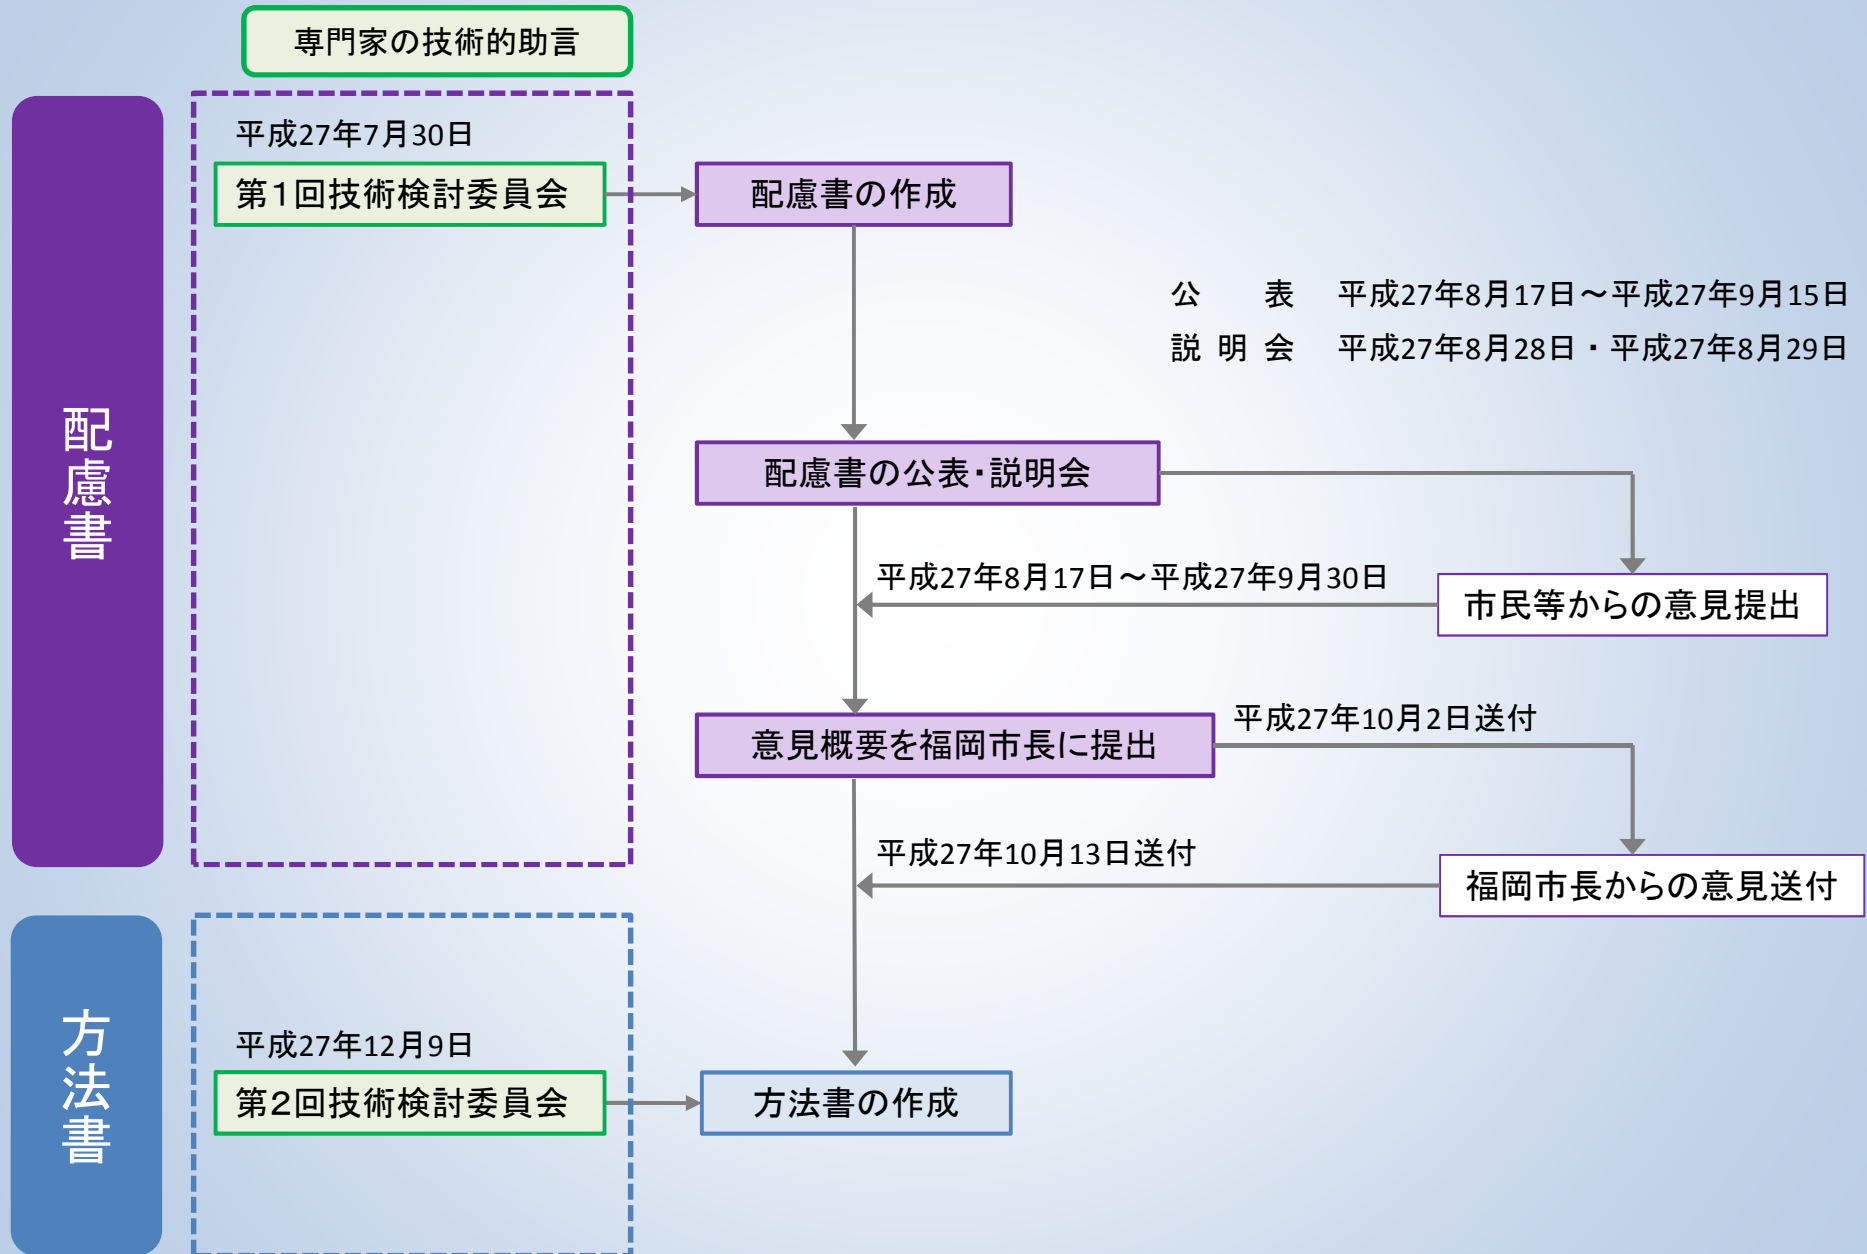 専門家の技術的助言
配慮書
平成27年7月30日
第1回技術検討委員会
配慮書の作成
公　表　平成27年8月17日～平成27年9月15日
説明会　平成27年8月28日・平成27年8月29日
配慮書の公表・説明会
平成27年8月17日～平成27年9月30日
市民等からの意見提出
意見概要を福岡市長に提出
平成27年10月2日送付
平成27年10月13日送付
福岡市長からの意見送付
方法書
平成27年12月9日
第2回技術検討委員会
方法書の作成